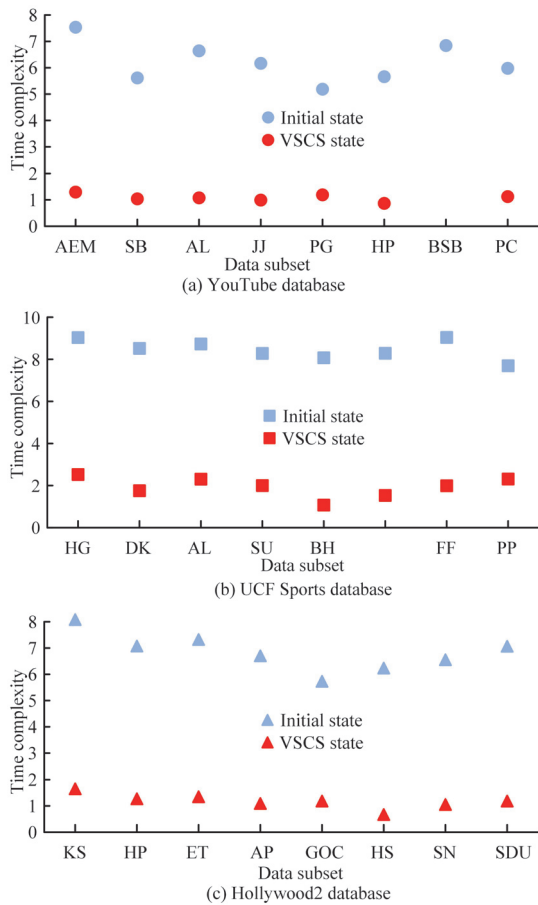 8
7
6
5
4
3
2
1
0
Time complexity
Initial state
VSCS state
AEM SB AL JJ PG HP BSB PC
Data subset
(a) YouTube database
10
8
6
4
2
0
Time complexity
Initial state
VSCS state
HG DK AL SU BH FF PP
Data subset
(b) UCF Sports database
8
7
6
5
4
3
2
1
0
Time complexity
Initial state
VSCS state
KS HP ET AP GOC HS SN SDU
Data subset
(c) Hollywood2 database